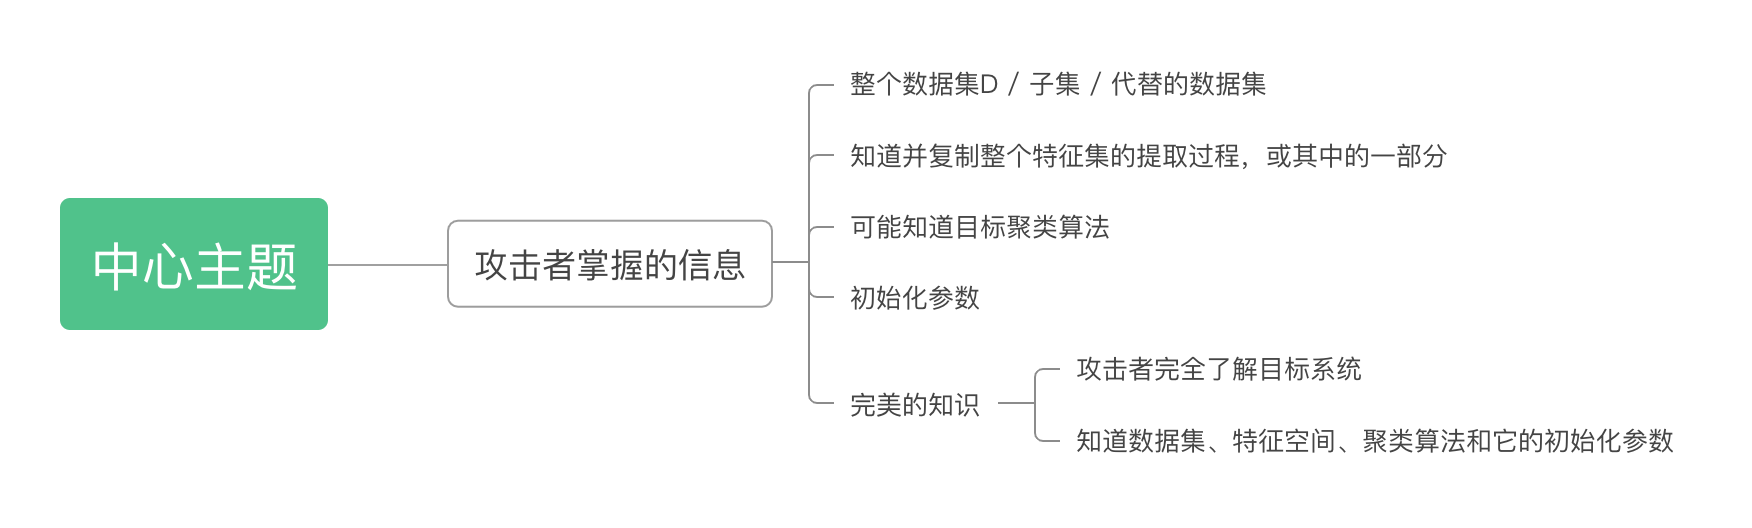 中心主题
攻击者掌握的信息
整个数据集D / 子集 / 代替的数据集
知道并复制整个特征集的提取过程，或其中的一部分
可能知道目标聚类算法
初始化参数
完美的知识
攻击者完全了解目标系统
知道数据集、特征空间、聚类算法和它的初始化参数